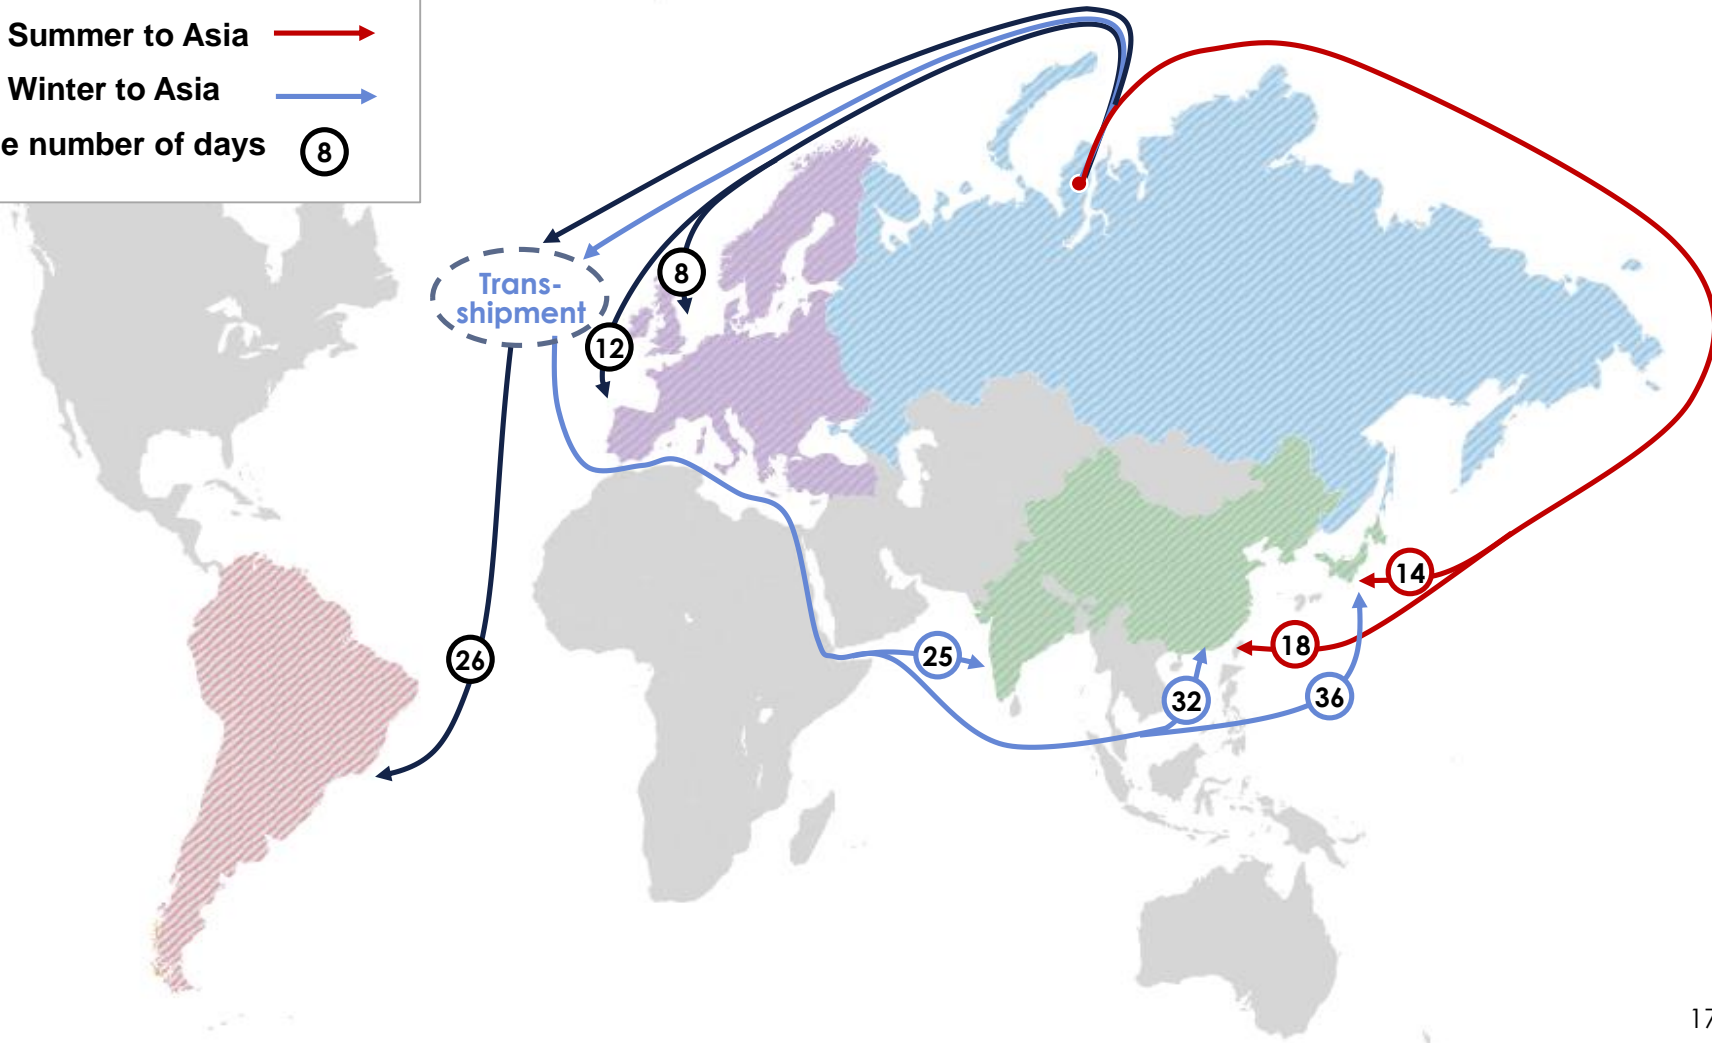 Summer to Asia
Winter to Asia
e number of days
8
Trans-
shipment
8
12
14
18
26
25
32
36
17